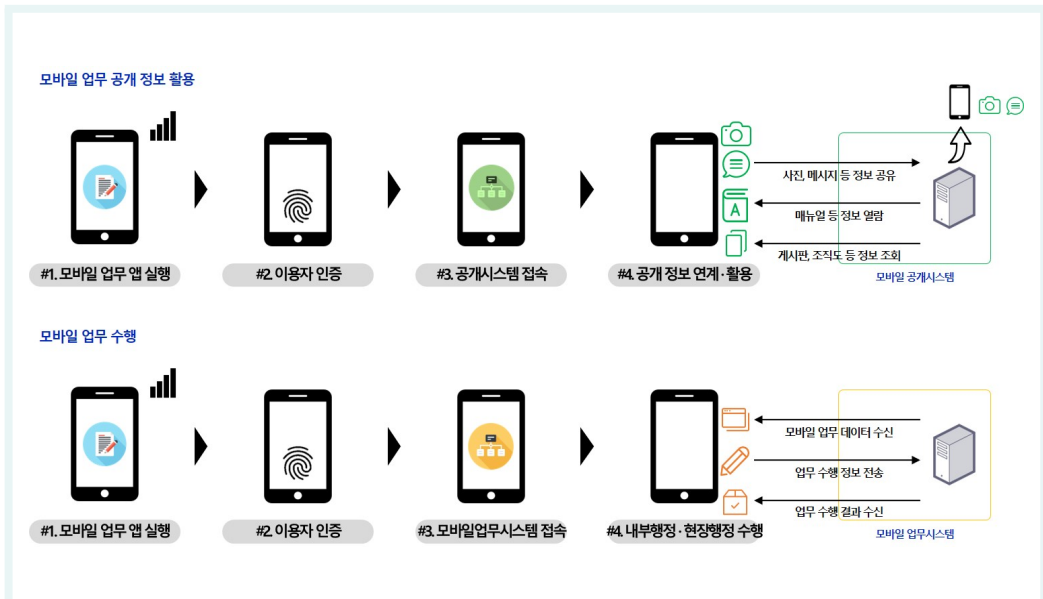 모바일 업무 공개 정보 활용
사진, 메시지 등 정보 공유
매뉴얼 등 정보 열람
A
게시판, 조직도 등 정보 조회
#1. 모바일 업무 앱 실행
#2. 이용자 인증
#3. 공개시스템 접속
#4. 공개 정보 연계·활용
모바일 공개시스템
모바일 업무 수행
모바일 업무 데이터 수신
업무 수행 정보 전송
업무 수행 결과 수신
#1. 모바일 업무 앱 실행
#2. 이용자 인증
#3. 모바일업무시스템 접속
#4. 내부행정·현장행정 수행
모바일 업무시스템